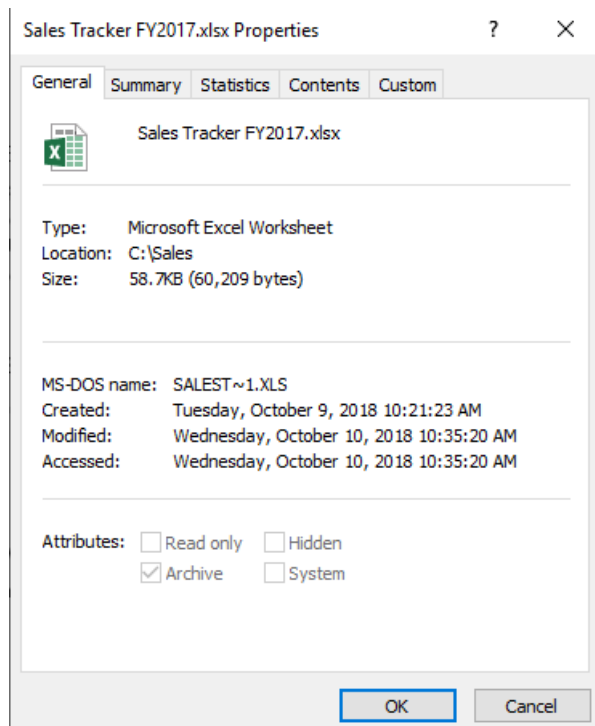 Sales Tracker FY2017.xlsx Properties ? ×
General Summary Statistics Contents Custom
Sales Tracker FY2017.xlsx
Type: Microsoft Excel Worksheet
Location: C:\Sales
Size: 58.7KB (60,209 bytes)
MS-DOS name: SALEST~1.XLS
Created: Tuesday, October 9, 2018 10:21:23 AM
Modified: Wednesday, October 10, 2018 10:35:20 AM
Accessed: Wednesday, October 10, 2018 10:35:20 AM
Attributes: Read only Hidden
Archive System
OK Cancel